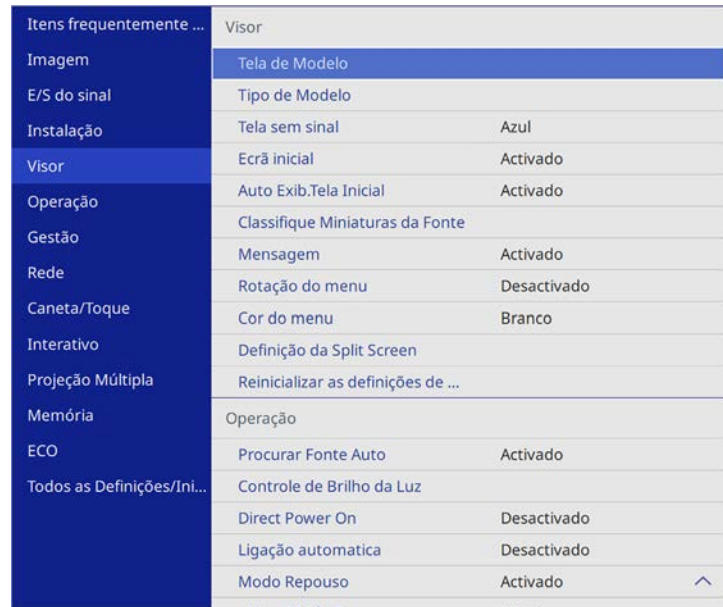 Itens frequentemente ...
Imagem
E/S do sinal
Instalação
Visor
Operação
Gestão
Rede
Caneta/Toque
Interativo
Projeção Múltipla
Memória
ECO
Todos as Definições/Ini...
Visor
Tela de Modelo
Tipo de Modelo
Tela sem sinal Azul
Ecrã inicial Activado
Auto Exib.Tela Inicial Activado
Classifique Miniaturas da Fonte
Mensagem Activado
Rotação do menu Desactivado
Cor do menu Branco
Definição da Split Screen
Reinicializar as definições de ...
Operação
Procurar Fonte Auto Activado
Controle de Brilho da Luz
Direct Power On Desactivado
Ligação automatica Desactivado
Modo Repouso Activado